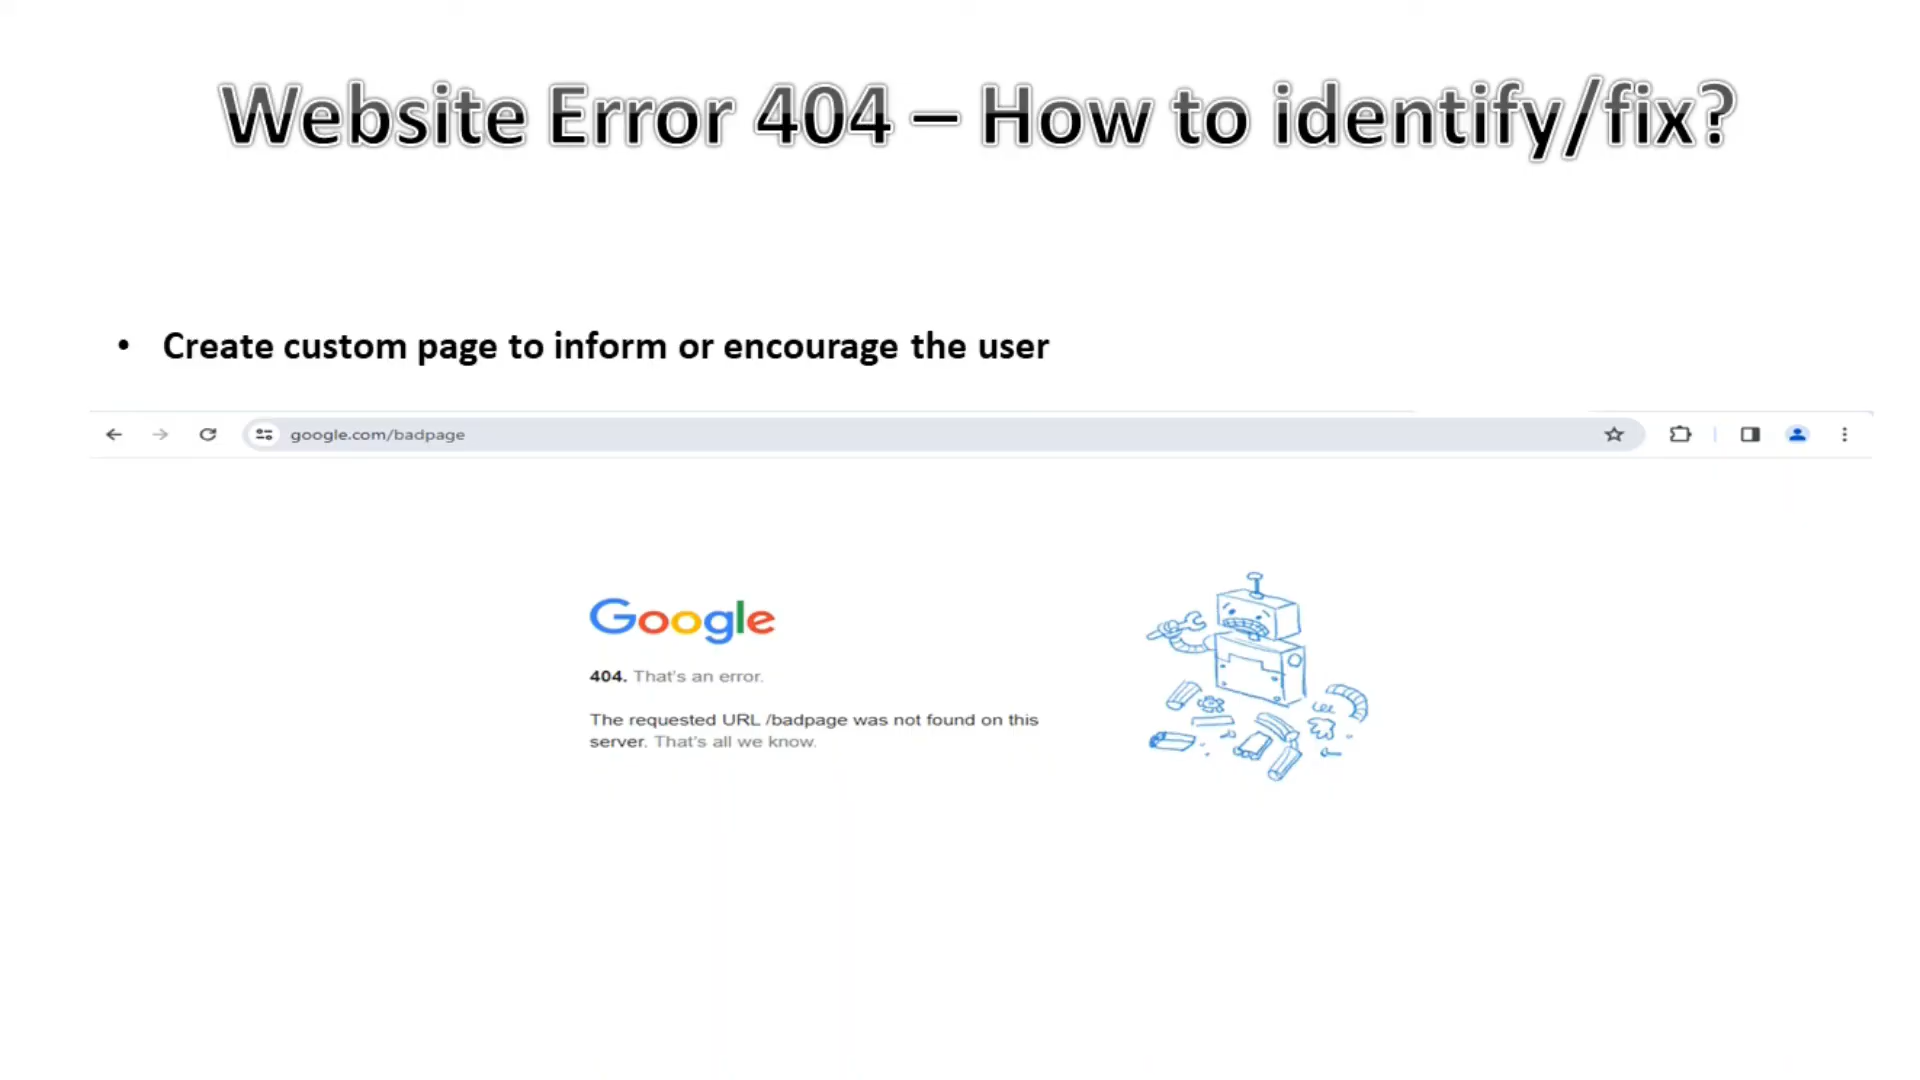 Website Error 404 – How to identify/fix?
• Create custom page to inform or encourage the user
google.com/badpage
Google
404. That's an error.
The requested URL /badpage was not found on this
server. That's all we know.